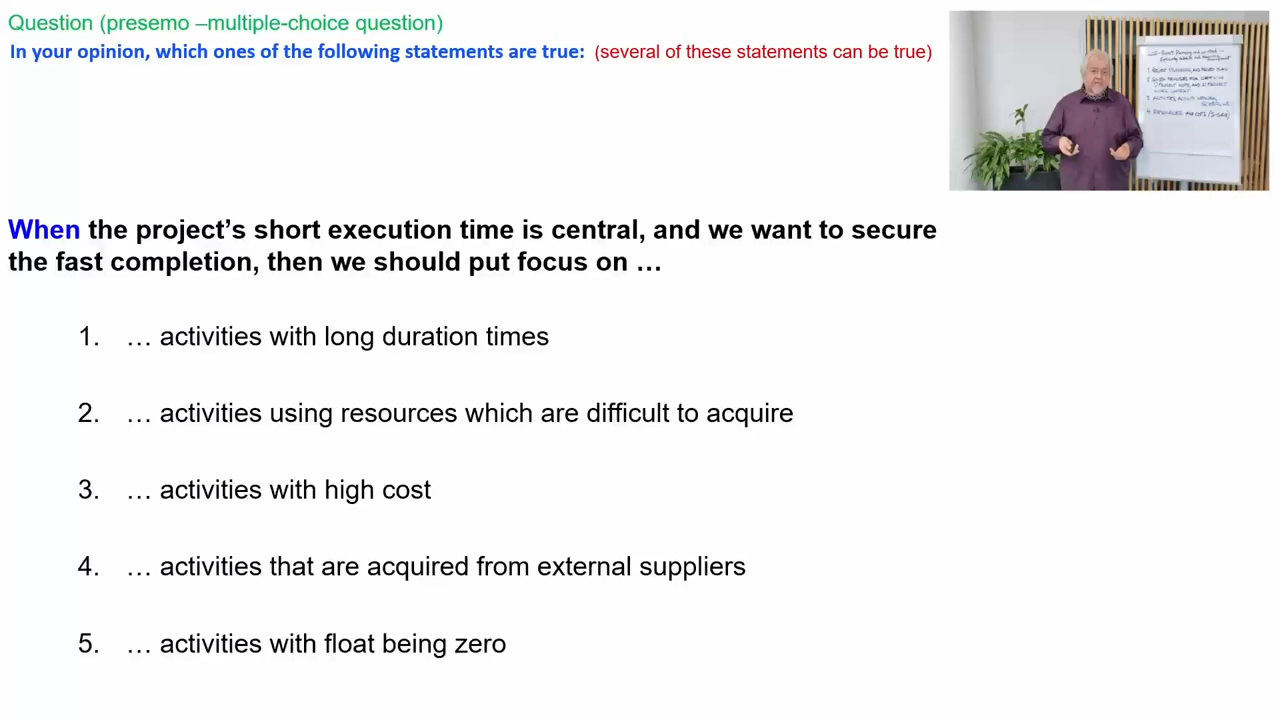 Question (presemo –multiple-choice question)
In your opinion, which ones of the following statements are true: (several of these statements can be true)
When the project’s short execution time is central, and we want to secure
the fast completion, then we should put focus on …
1. … activities with long duration times
2. … activities using resources which are difficult to acquire
3. … activities with high cost
4. … activities that are acquired from external suppliers
5. … activities with float being zero